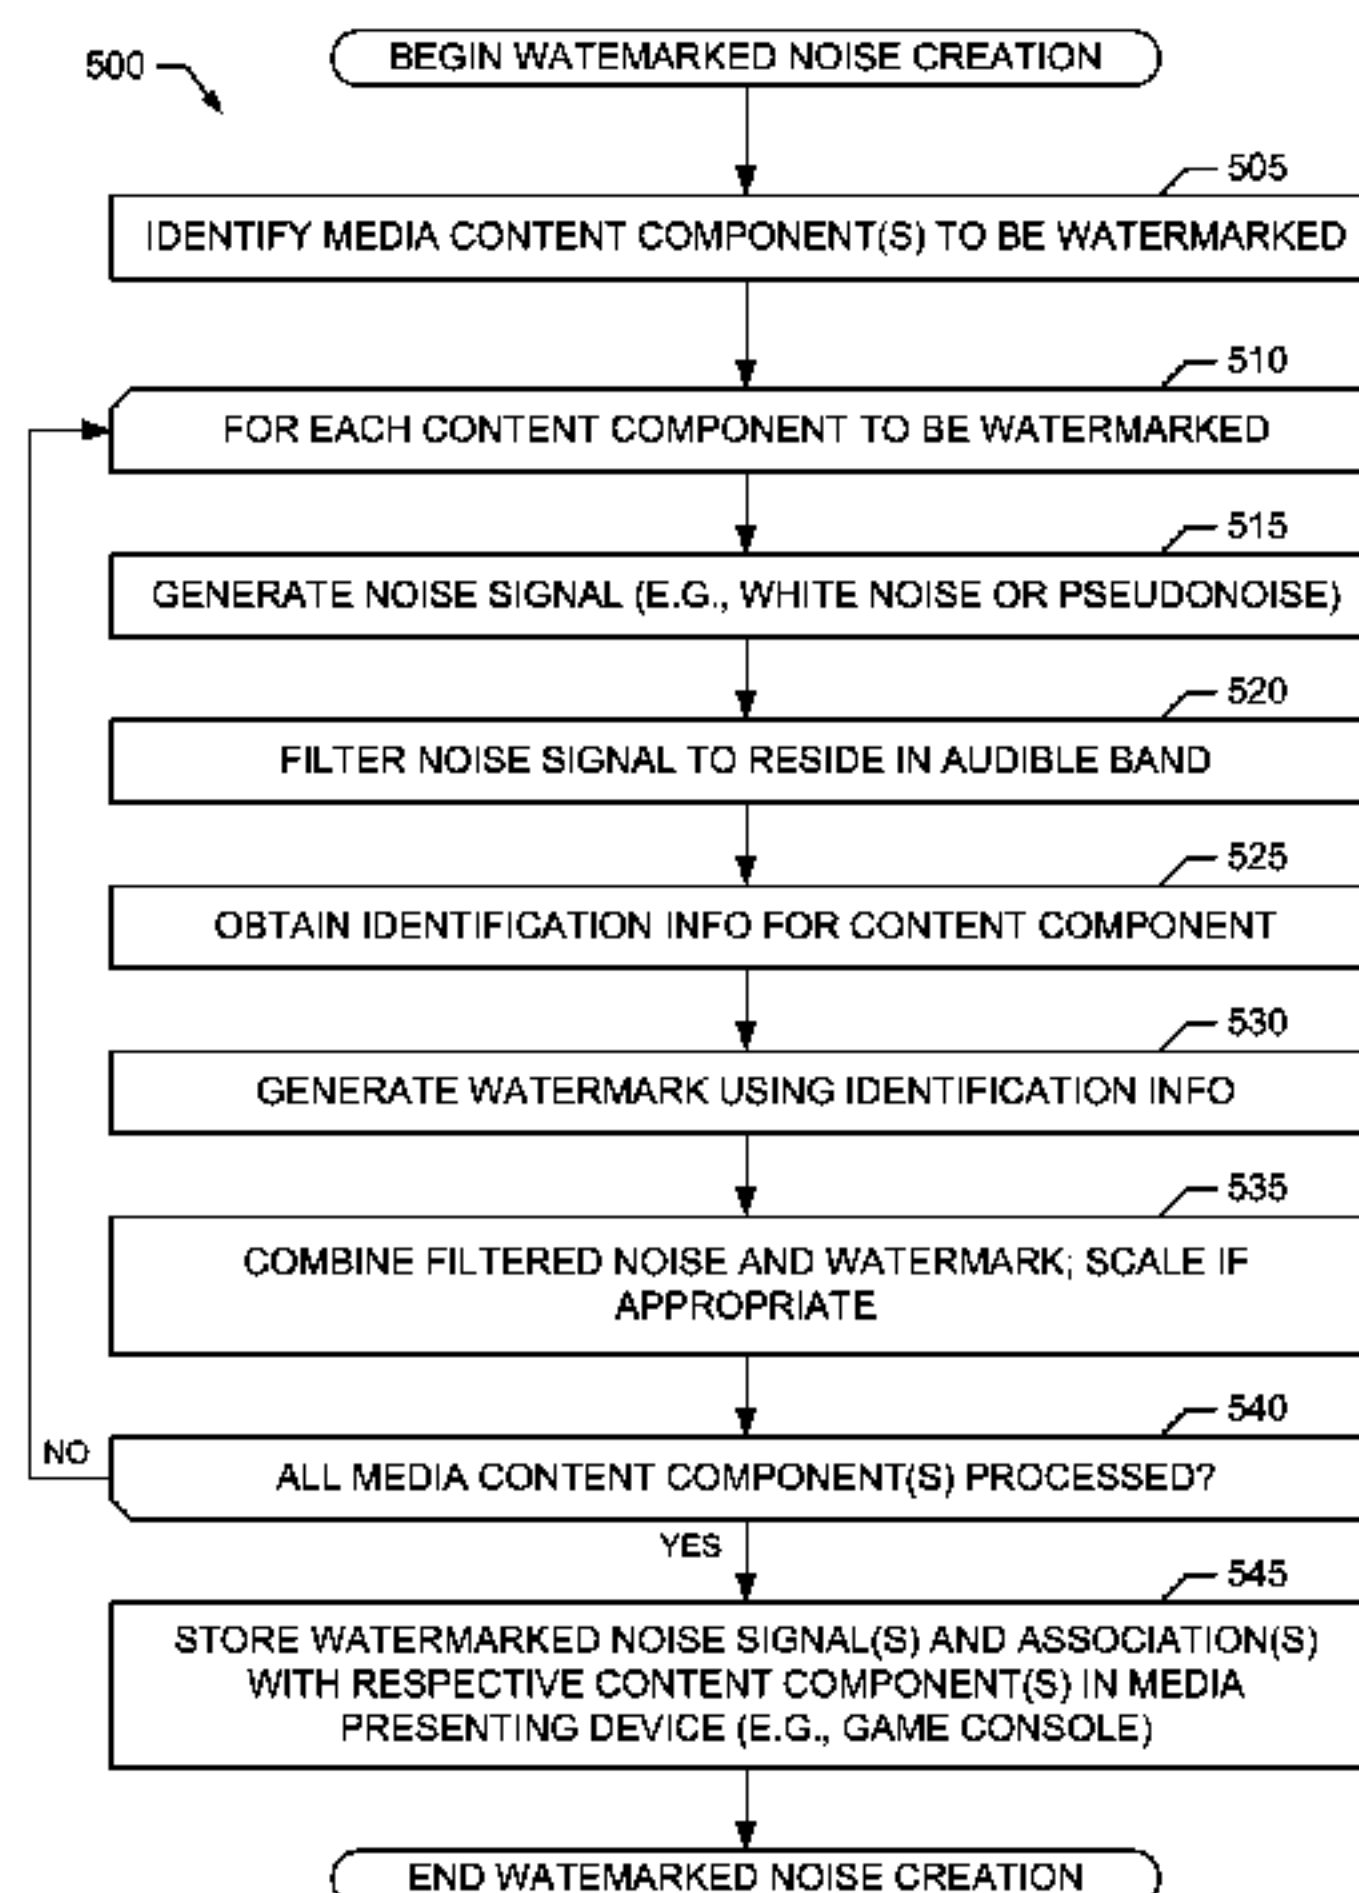 500
BEGIN WATEMARKED NOISE CREATION
505
IDENTIFY MEDIA CONTENT COMPONENT(S) TO BE WATERMARKED
510
FOR EACH CONTENT COMPONENT TO BE WATERMARKED
515
GENERATE NOISE SIGNAL (E.G., WHITE NOISE OR PSEUDONOISE)
520
FILTER NOISE SIGNAL TO RESIDE IN AUDIBLE BAND
525
OBTAIN IDENTIFICATION INFO FOR CONTENT COMPONENT
530
GENERATE WATERMARK USING IDENTIFICATION INFO
535
COMBINE FILTERED NOISE AND WATERMARK; SCALE IF
APPROPRIATE
540
NO
ALL MEDIA CONTENT COMPONENT(S) PROCESSED?
YES
545
STORE WATERMARKED NOISE SIGNAL(S) AND ASSOCIATION(S)
WITH RESPECTIVE CONTENT COMPONENT(S) IN MEDIA
PRESENTING DEVICE (E.G., GAME CONSOLE)
END WATEMARKED NOISE CREATION